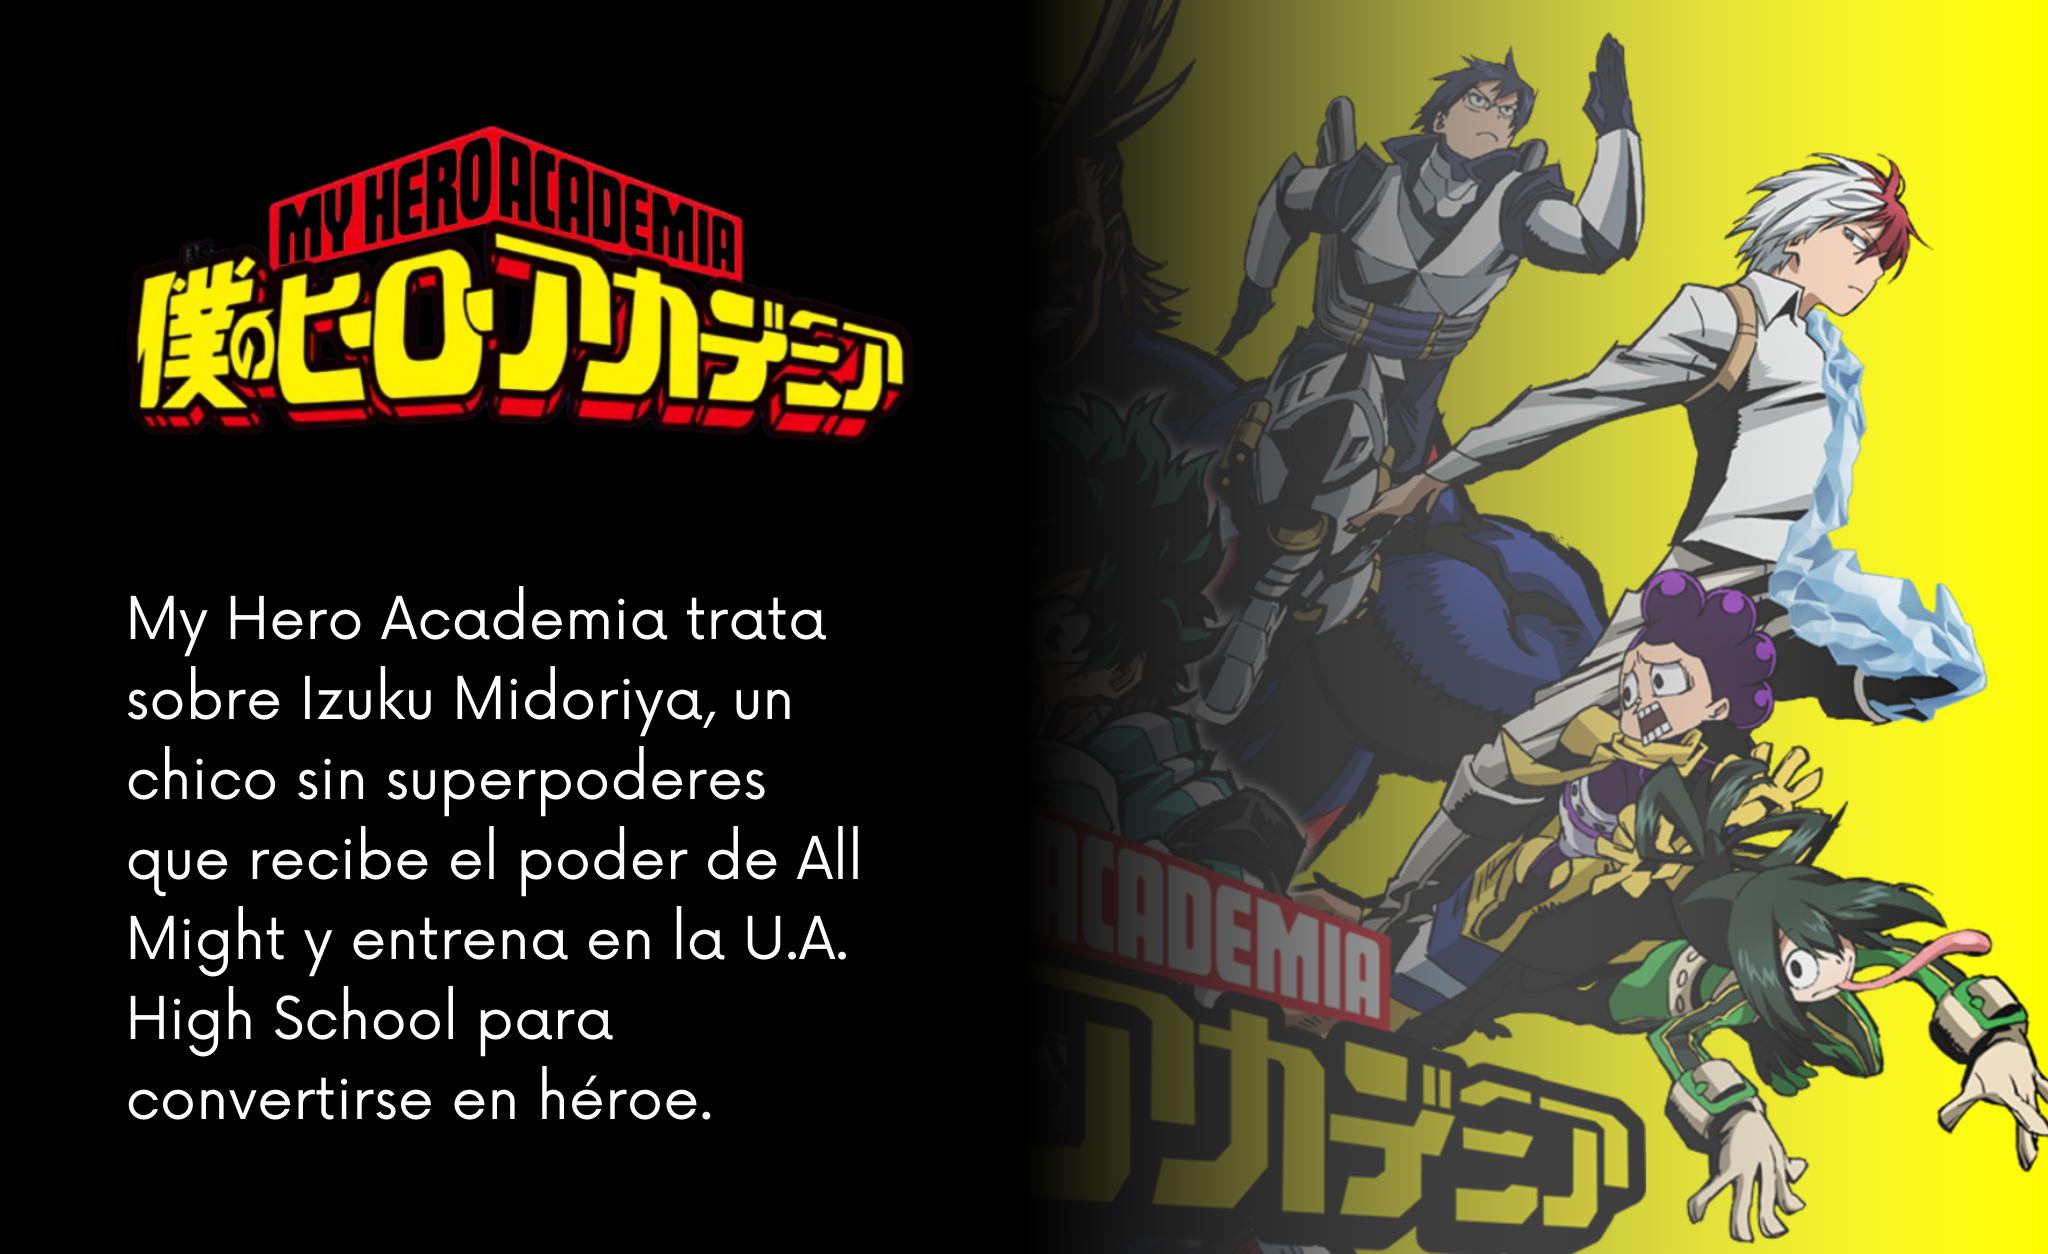 MY HERO ACADEMIA
僕のヒーローアカデミア
My Hero Academia trata
sobre Izuku Midoriya, un
chico sin superpoderes
que recibe el poder de All
Might y entrena en la U.A.
High School para
convertirse en héroe.
ACADEMIA
アカデミア